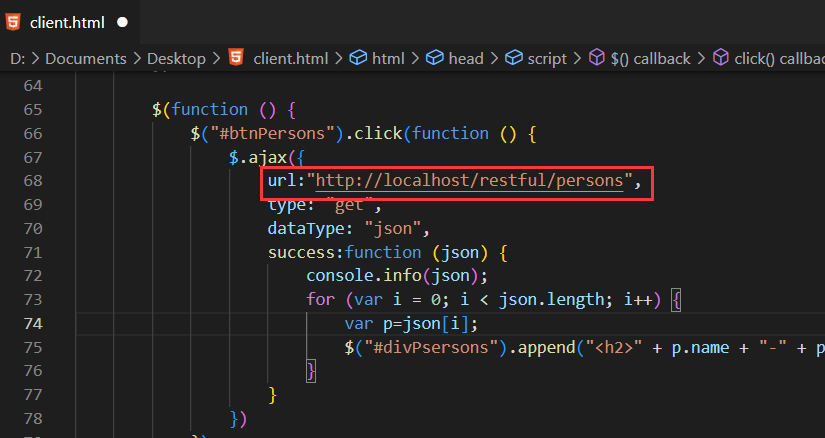 client.html
D: > Documents > Desktop > client.html > html > head > script > $() callback > click() callbac
64
65 $(function () {
66 $("#btnPersons").click(function () {
67 $.ajax({
68 url:"http://localhost/restful/persons",
69 type: "get",
70 dataType: "json",
71 success:function (json) {
72 console.info(json);
73 for (var i = 0; i < json.length; i++) {
74 var p=json[i];
75 $("#divPsersons").append("<h2>" + p.name + "-" + p
76 }
77 }
78 })